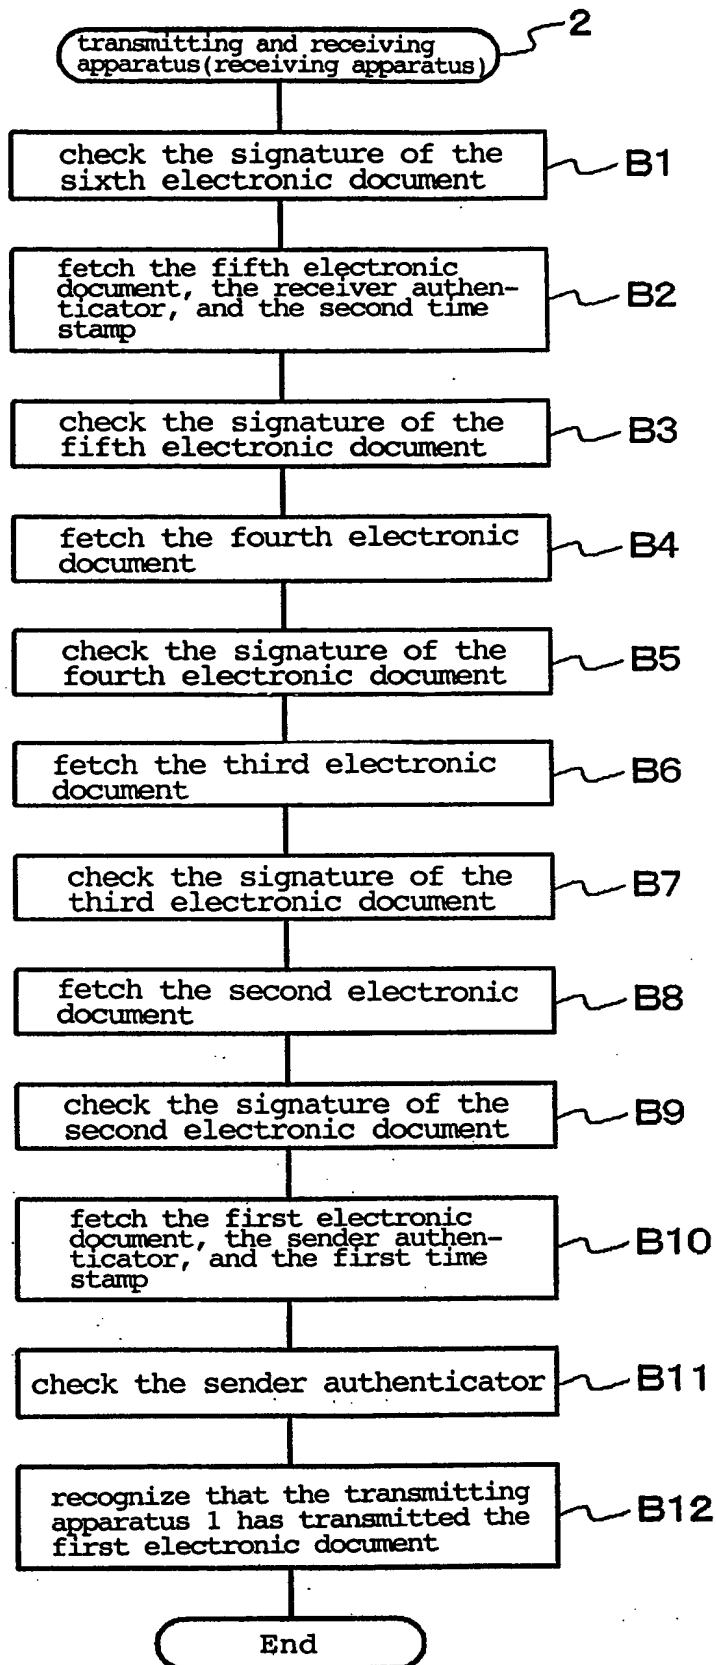 transmitting and receiving
apparatus(receiving apparatus)
2
check the signature of the
sixth electronic document
B1
fetch the fifth electronic
document, the receiver authen-
ticator, and the second time
stamp
B2
check the signature of the
fifth electronic document
B3
fetch the fourth electronic
document
B4
check the signature of the
fourth electronic document
B5
fetch the third electronic
document
B6
check the signature of the
third electronic document
B7
fetch the second electronic
document
B8
check the signature of the
second electronic document
B9
fetch the first electronic
document, the sender authen-
ticator, and the first time
stamp
B10
check the sender authenticator
B11
recognize that the transmitting
apparatus 1 has transmitted the
first electronic document
B12
End